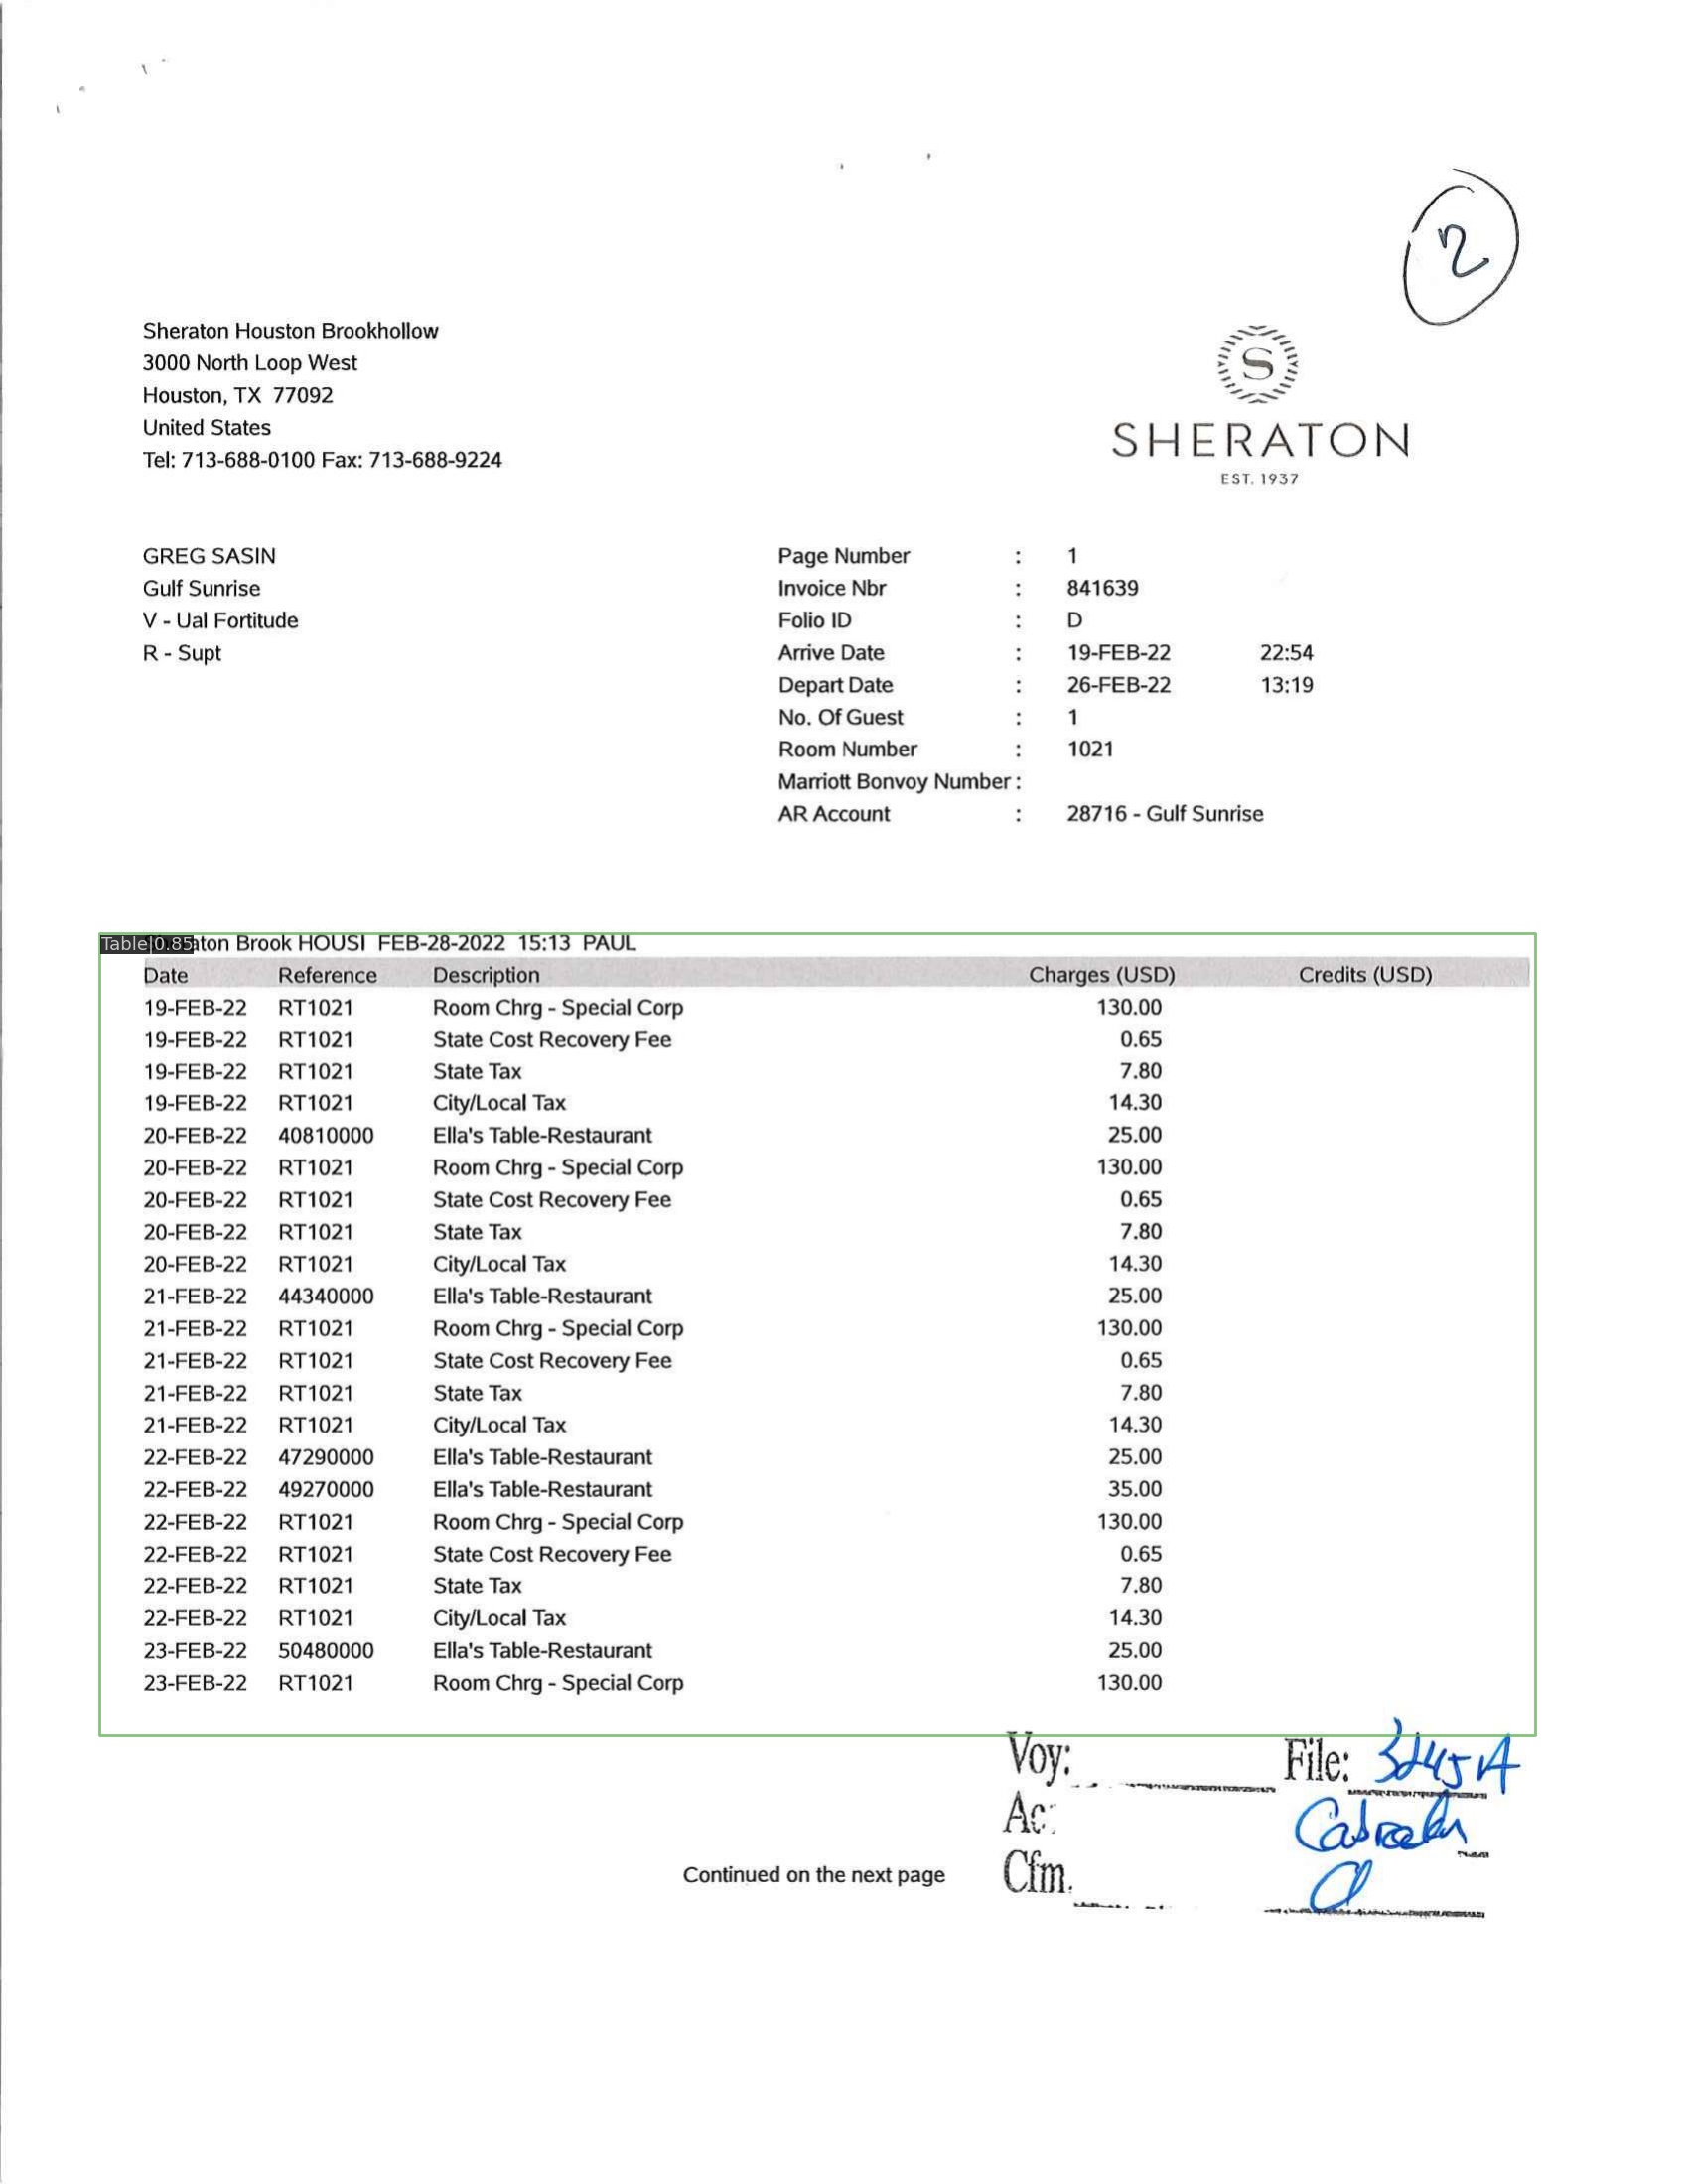 2
Sheraton Houston Brookhollow
3000 North Loop West
Houston, TX 77092
United States
Tel: 713-688-0100 Fax: 713-688-9224
S
SHERATON
EST. 1937
GREG SASIN
Gulf Sunrise
V - Ual Fortitude
R - Supt
Page Number : 1
Invoice Nbr : 841639
Folio ID : D
Arrive Date : 19-FEB-22 22:54
Depart Date : 26-FEB-22 13:19
No. Of Guest : 1
Room Number : 1021
Marriott Bonvoy Number :
AR Account : 28716 - Gulf Sunrise
Table|0.85
aton Brook HOUSI FEB-28-2022 15:13 PAUL
Date Reference Description Charges (USD) Credits (USD)
19-FEB-22 RT1021 Room Chrg - Special Corp 130.00
19-FEB-22 RT1021 State Cost Recovery Fee 0.65
19-FEB-22 RT1021 State Tax 7.80
19-FEB-22 RT1021 City/Local Tax 14.30
20-FEB-22 40810000 Ella's Table-Restaurant 25.00
20-FEB-22 RT1021 Room Chrg - Special Corp 130.00
20-FEB-22 RT1021 State Cost Recovery Fee 0.65
20-FEB-22 RT1021 State Tax 7.80
20-FEB-22 RT1021 City/Local Tax 14.30
21-FEB-22 44340000 Ella's Table-Restaurant 25.00
21-FEB-22 RT1021 Room Chrg - Special Corp 130.00
21-FEB-22 RT1021 State Cost Recovery Fee 0.65
21-FEB-22 RT1021 State Tax 7.80
21-FEB-22 RT1021 City/Local Tax 14.30
22-FEB-22 47290000 Ella's Table-Restaurant 25.00
22-FEB-22 49270000 Ella's Table-Restaurant 35.00
22-FEB-22 RT1021 Room Chrg - Special Corp 130.00
22-FEB-22 RT1021 State Cost Recovery Fee 0.65
22-FEB-22 RT1021 State Tax 7.80
22-FEB-22 RT1021 City/Local Tax 14.30
23-FEB-22 50480000 Ella's Table-Restaurant 25.00
23-FEB-22 RT1021 Room Chrg - Special Corp 130.00
Voy: File:
Ac:
Cfm.
Continued on the next page